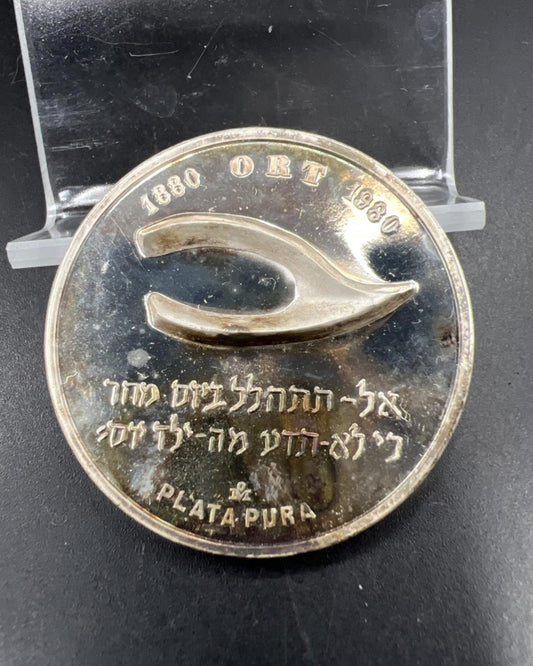 1880 ORT 1980
אל-תתהלל ביום מחר
כי לא-תדע מה-ילד יום:
PLATA PURA